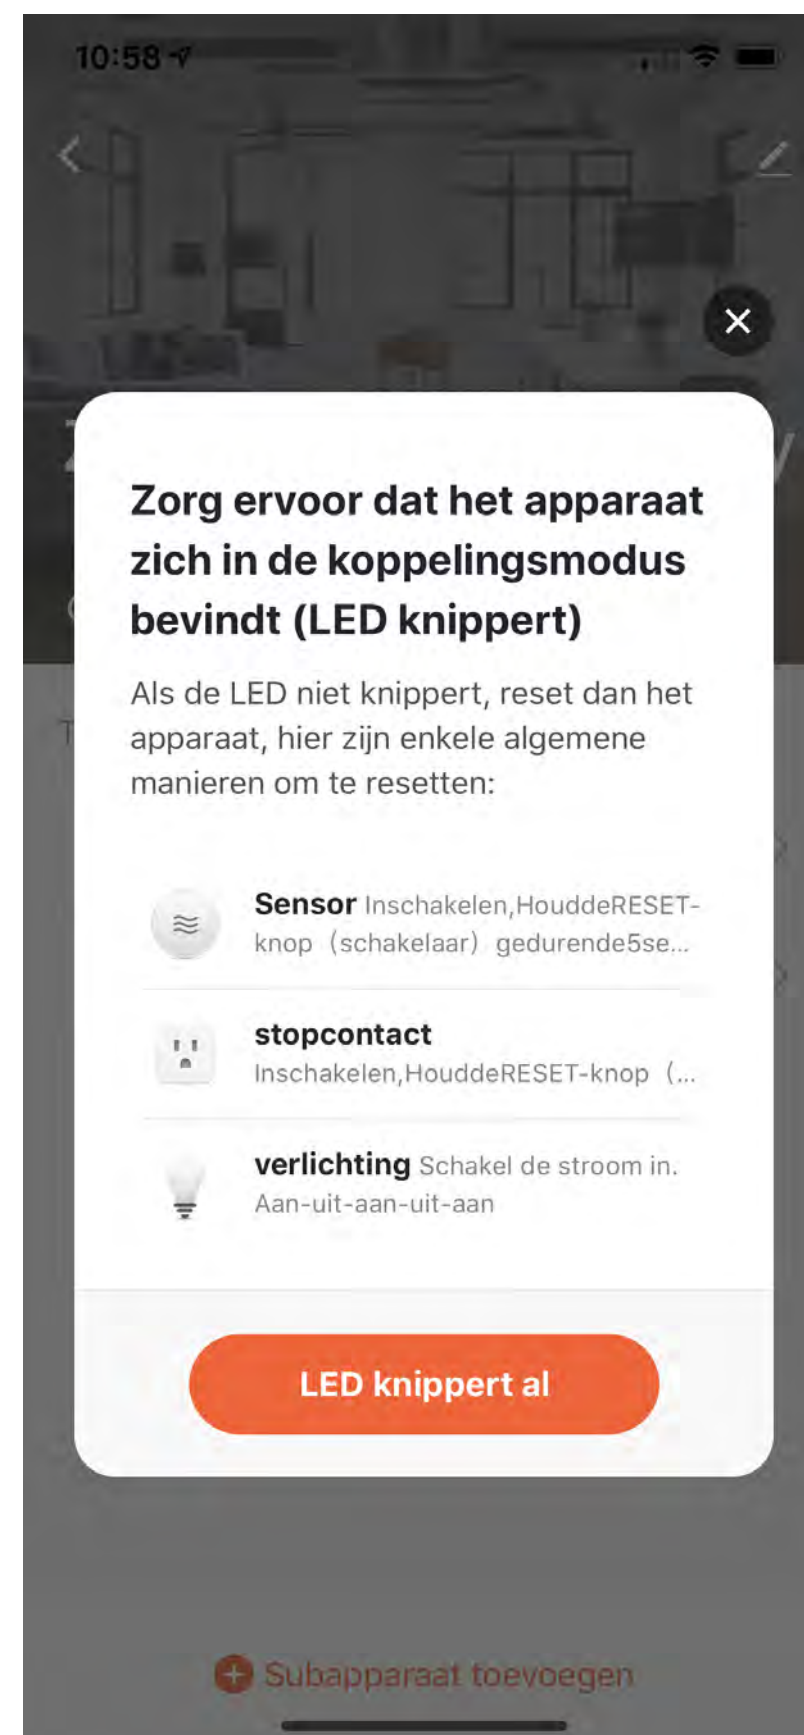 10:58
Zorg ervoor dat het apparaat
zich in de koppelingsmodus
bevindt (LED knippert)
Als de LED niet knippert, reset dan het
apparaat, hier zijn enkele algemene
manieren om te resetten:
Sensor Inschakelen,HouddeRESET-
knop（schakelaar）gedurende5se...
stopcontact
Inschakelen,HouddeRESET-knop（...
verlichting Schakel de stroom in.
Aan-uit-aan-uit-aan
LED knippert al
Subapparaat toevoegen